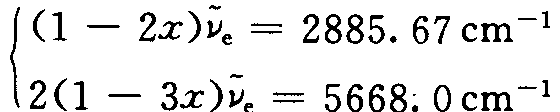 (1 − 2x)ν̃ₑ = 2885. 67 cm⁻¹
2(1 − 3x)ν̃ₑ = 5668. 0 cm⁻¹